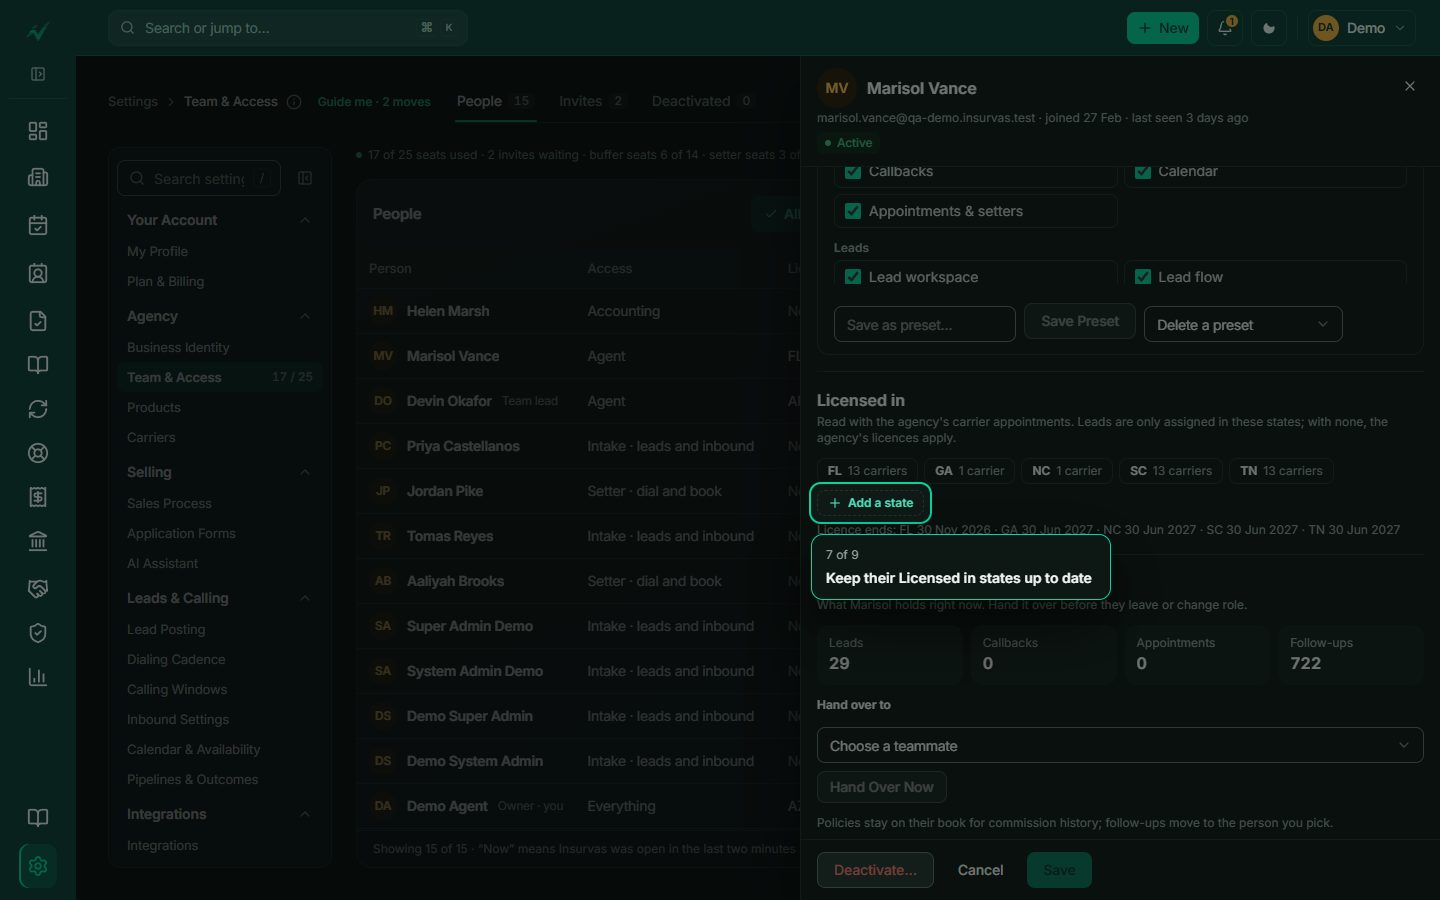 Search or jump to...
⌘ K
New
1
DA
Demo
Settings
Team & Access
Guide me · 2 moves
People 15
Invites 2
Deactivated 0
17 of 25 seats used · 2 invites waiting · buffer seats 6 of 14 · setter seats 3 of
Search setting
/
Your Account
My Profile
Plan & Billing
Agency
Business Identity
Team & Access 17 / 25
Products
Carriers
Selling
Sales Process
Application Forms
AI Assistant
Leads & Calling
Lead Posting
Dialing Cadence
Calling Windows
Inbound Settings
Calendar & Availability
Pipelines & Outcomes
Integrations
Integrations
People
All
Person Access
HM Helen Marsh Accounting
MV Marisol Vance Agent FL
DO Devin Okafor Team lead Agent
PC Priya Castellanos Intake · leads and inbound
JP Jordan Pike Setter · dial and book
TR Tomas Reyes Intake · leads and inbound
AB Aaliyah Brooks Setter · dial and book
SA Super Admin Demo Intake · leads and inbound
SA System Admin Demo Intake · leads and inbound
DS Demo Super Admin Intake · leads and inbound
DS Demo System Admin Intake · leads and inbound
DA Demo Agent Owner · you Everything
Showing 15 of 15 · “Now” means Insurvas was open in the last two minutes
MV
Marisol Vance
marisol.vance@qa-demo.insurvas.test · joined 27 Feb · last seen 3 days ago
Active
Callbacks
Calendar
Appointments & setters
Leads
Lead workspace
Lead flow
Save as preset...
Save Preset
Delete a preset
Licensed in
Read with the agency's carrier appointments. Leads are only assigned in these states; with none, the
agency's licences apply.
FL 13 carriers
GA 1 carrier
NC 1 carrier
SC 13 carriers
TN 13 carriers
Add a state
Licence ends: FL 30 Nov 2026 · GA 30 Jun 2027 · NC 30 Jun 2027 · SC 30 Jun 2027 · TN 30 Jun 2027
7 of 9
Keep their Licensed in states up to date
What Marisol holds right now. Hand it over before they leave or change role.
Leads
29
Callbacks
0
Appointments
0
Follow-ups
722
Hand over to
Choose a teammate
Hand Over Now
Policies stay on their book for commission history; follow-ups move to the person you pick.
Deactivate...
Cancel
Save